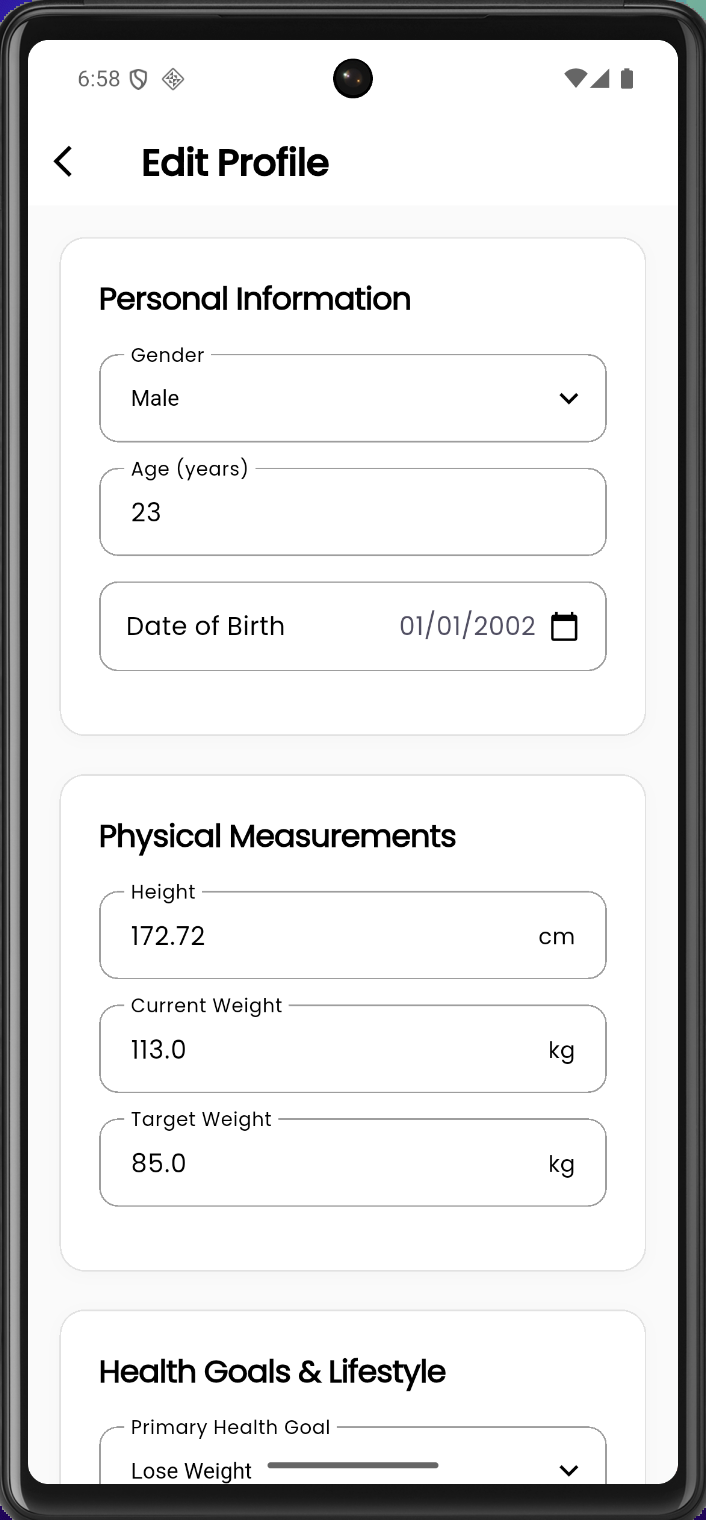 6:58
Edit Profile
Personal Information
Gender
Male
Age (years)
23
Date of Birth 01/01/2002
Physical Measurements
Height
172.72 cm
Current Weight
113.0 kg
Target Weight
85.0 kg
Health Goals & Lifestyle
Primary Health Goal
Lose Weight